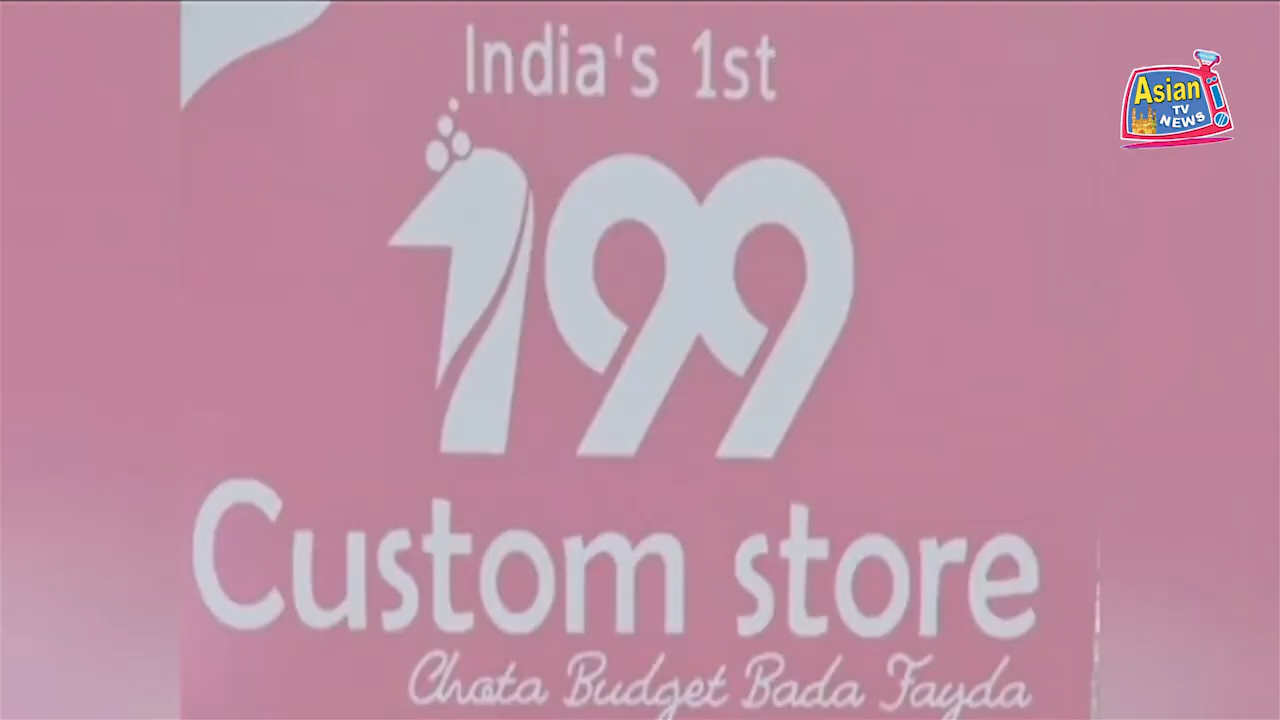 India's 1st
199
Custom store
Chota Budget Bada Fayda
Asian
TV
NEWS